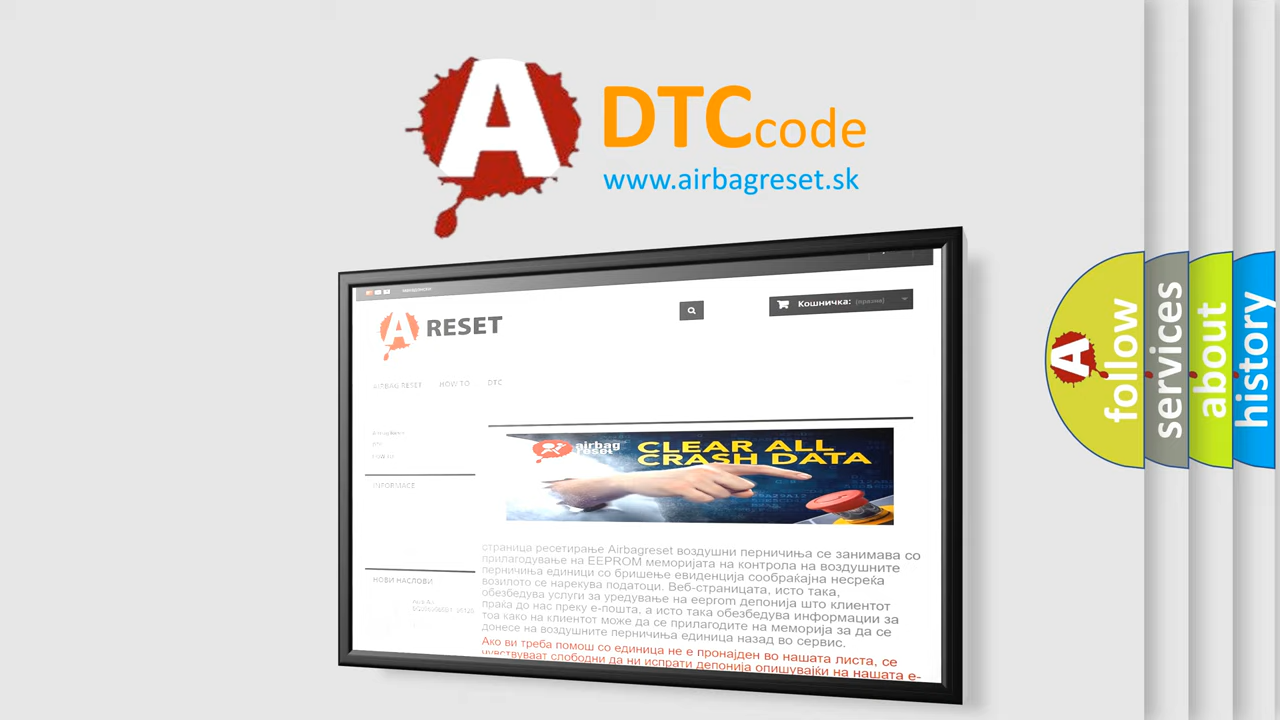 A
DTC code
www.airbagreset.sk
Кошничка: (празни)
A RESET
AIRBAG RESET HOW TO DTC
airbag
reset
CLEAR ALL
CRASH DATA
INFORMACE
страница ресетирање Airbagreset воздушни перничиња се занимава со
прилагодување на EEPROM меморијата на контрола на воздушните
перничиња единици со бришење евиденција сообраќајна несреќа
возилото се нарекува податоци. Веб-страницата, исто така,
обезбедува услуги за уредување на eeprom депонија што клиентот
праќа до нас преку е-пошта, а исто така обезбедува информации за
тоа како на клиентот може да се прилагодите на меморија за да се
донесе на воздушните перничиња единица назад во сервис.
Ако ви треба помош со единица не е пронајден во нашата листа, се
чувствуваат слободни да ни испрати депонија опишувајќи на нашата е-
НОВИ НАСЛОВИ
A
follow
services
about
history